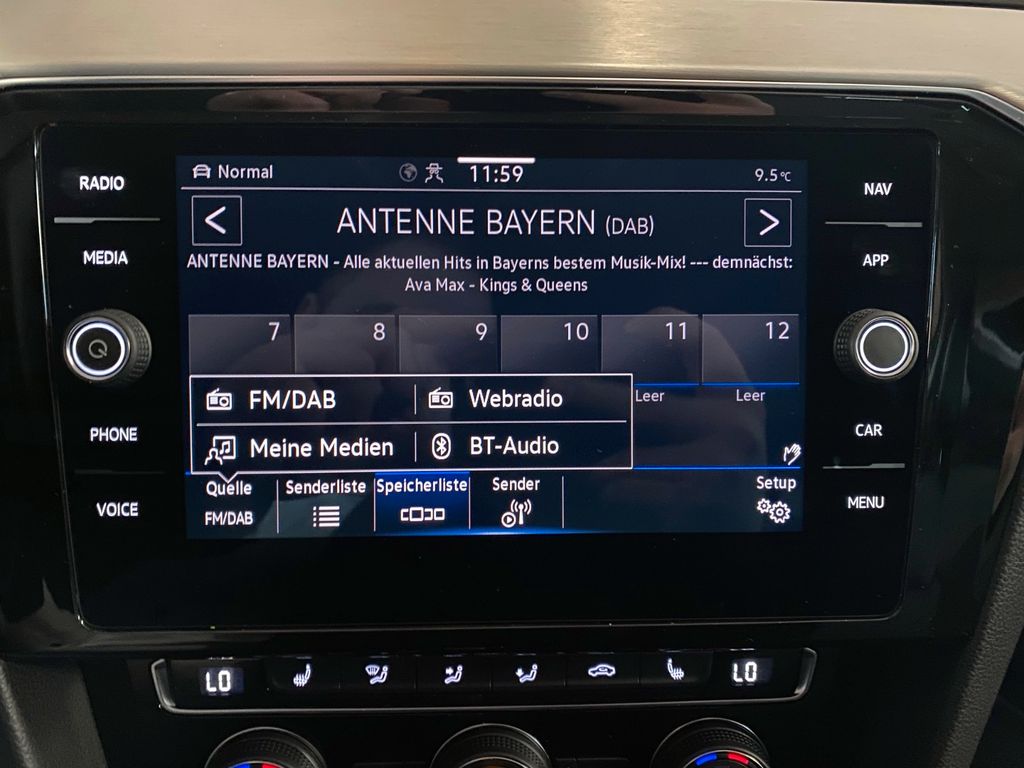 RADIO
MEDIA
PHONE
VOICE
Normal
11:59
9.5°C
<
ANTENNE BAYERN (DAB)
>
ANTENNE BAYERN - Alle aktuellen Hits in Bayerns bestem Musik-Mix! --- demnächst:
Ava Max - Kings & Queens
7 8 9 10 11 12
FM/DAB Webradio
Meine Medien BT-Audio
Leer Leer
Quelle Senderliste Speicherliste Sender Setup
FM/DAB
NAV
APP
CAR
MENU
LO LO